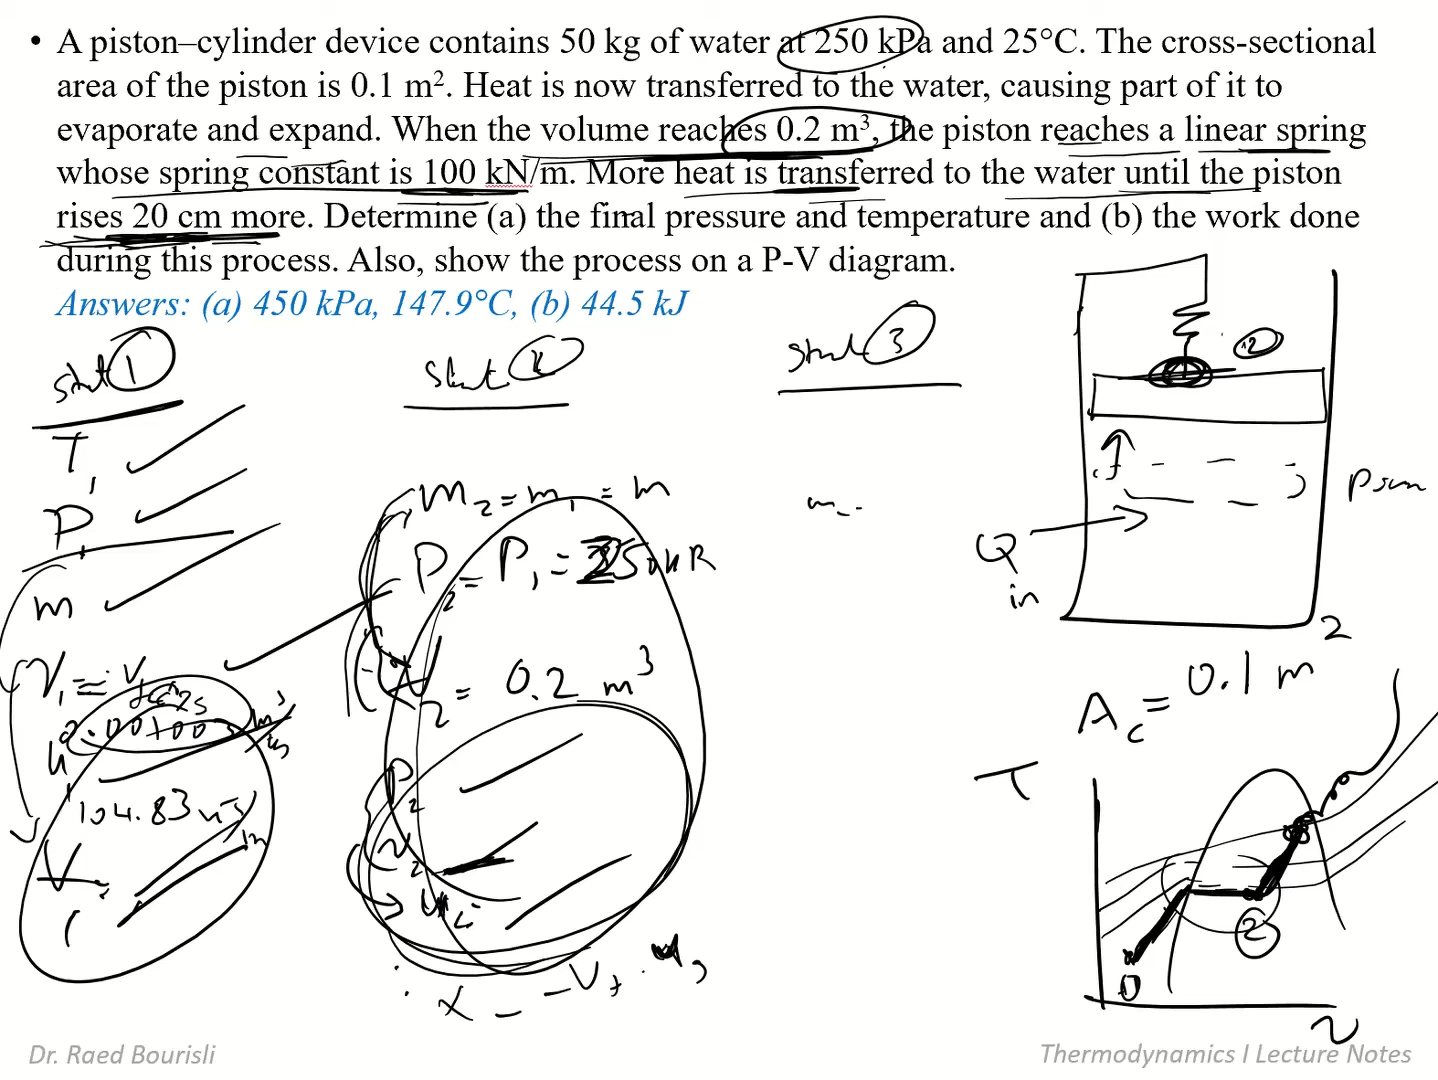 • A piston–cylinder device contains 50 kg of water at 250 kPa and 25°C. The cross-sectional
area of the piston is 0.1 m². Heat is now transferred to the water, causing part of it to
evaporate and expand. When the volume reaches 0.2 m³, the piston reaches a linear spring
whose spring constant is 100 kN/m. More heat is transferred to the water until the piston
rises 20 cm more. Determine (a) the final pressure and temperature and (b) the work done
during this process. Also, show the process on a P-V diagram.
Answers: (a) 450 kPa, 147.9°C, (b) 44.5 kJ
1
3
2
T₁
P₁
m
m₂ = m₁ = m
P₂ = P₁ = 250 kPa
= 0.2 m³
104.83
P₂
x =
Q
in
2
A_c = 0.1 m
T
2
Dr. Raed Bourisli
Thermodynamics I Lecture Notes